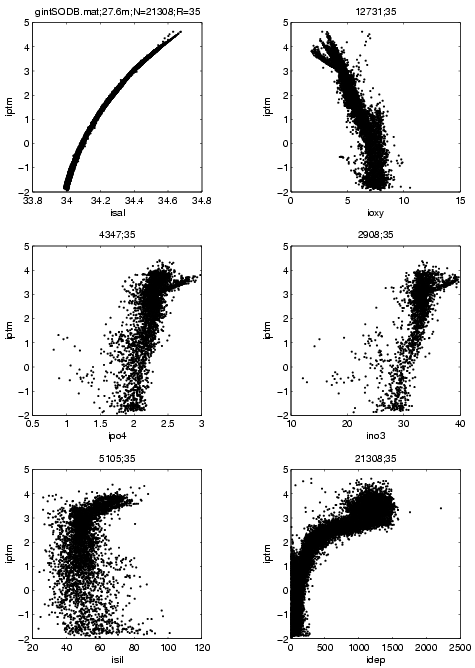 gintSODB.mat;27.6m;N=21308;R=35
12731;35
5
4
3
2
1
0
−1
−2
iptm
33.8 34 34.2 34.4 34.6 34.8
isal
5
4
3
2
1
0
−1
−2
iptm
0 5 10 15
ioxy
4347;35
2908;35
5
4
3
2
1
0
−1
−2
iptm
0.5 1 1.5 2 2.5 3
ipo4
5
4
3
2
1
0
−1
−2
iptm
10 20 30 40
ino3
5105;35
21308;35
5
4
3
2
1
0
−1
−2
iptm
20 40 60 80 100 120
isil
5
4
3
2
1
0
−1
−2
iptm
0 500 1000 1500 2000 2500
idep